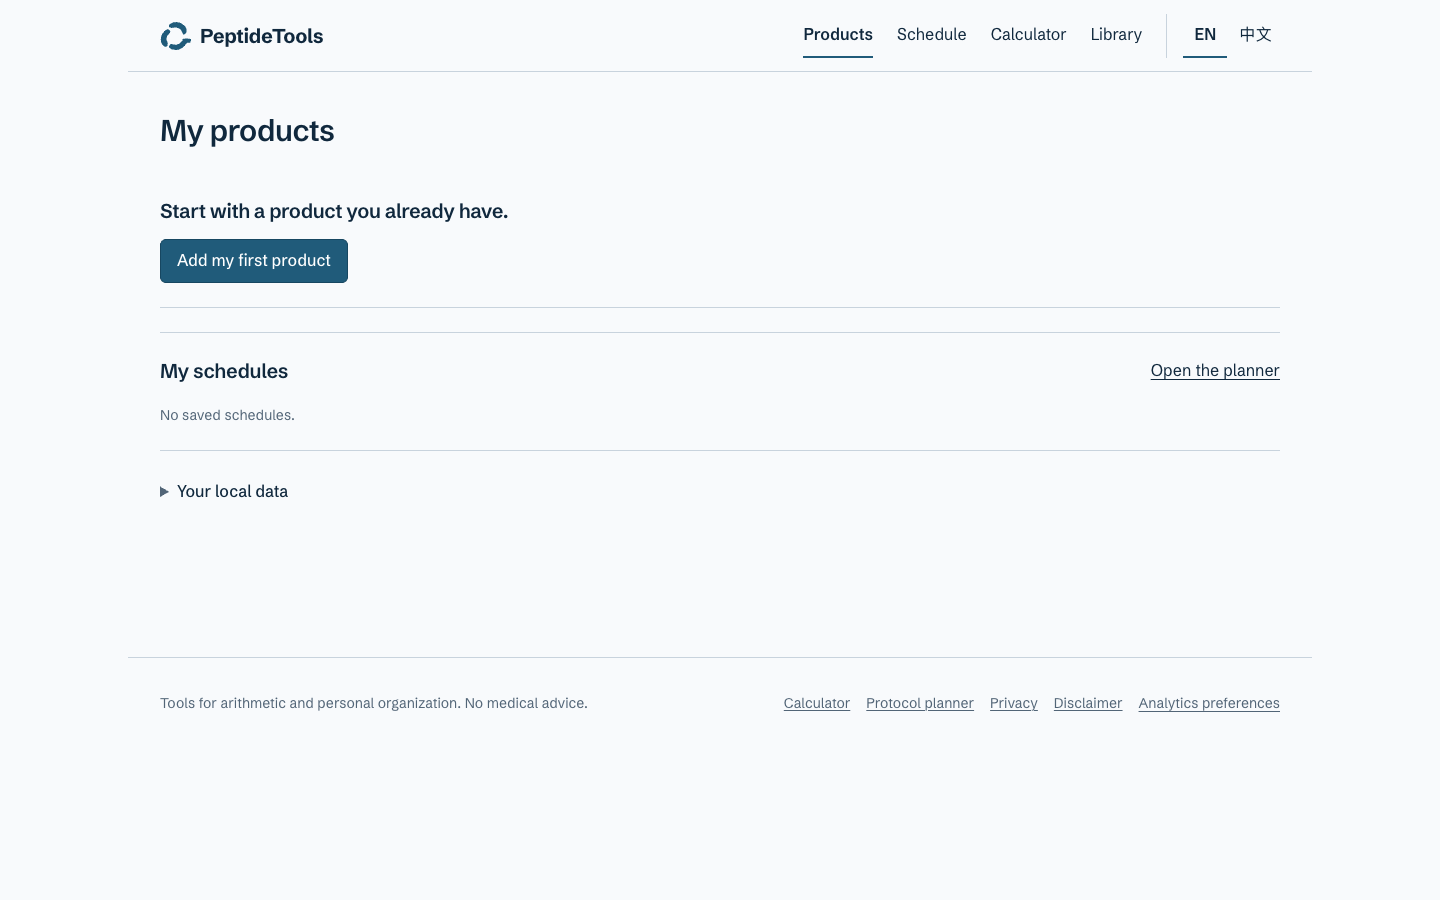 PeptideTools
Products Schedule Calculator Library EN 中文
My products
Start with a product you already have.
Add my first product
My schedules
Open the planner
No saved schedules.
Your local data
Tools for arithmetic and personal organization. No medical advice.
Calculator Protocol planner Privacy Disclaimer Analytics preferences